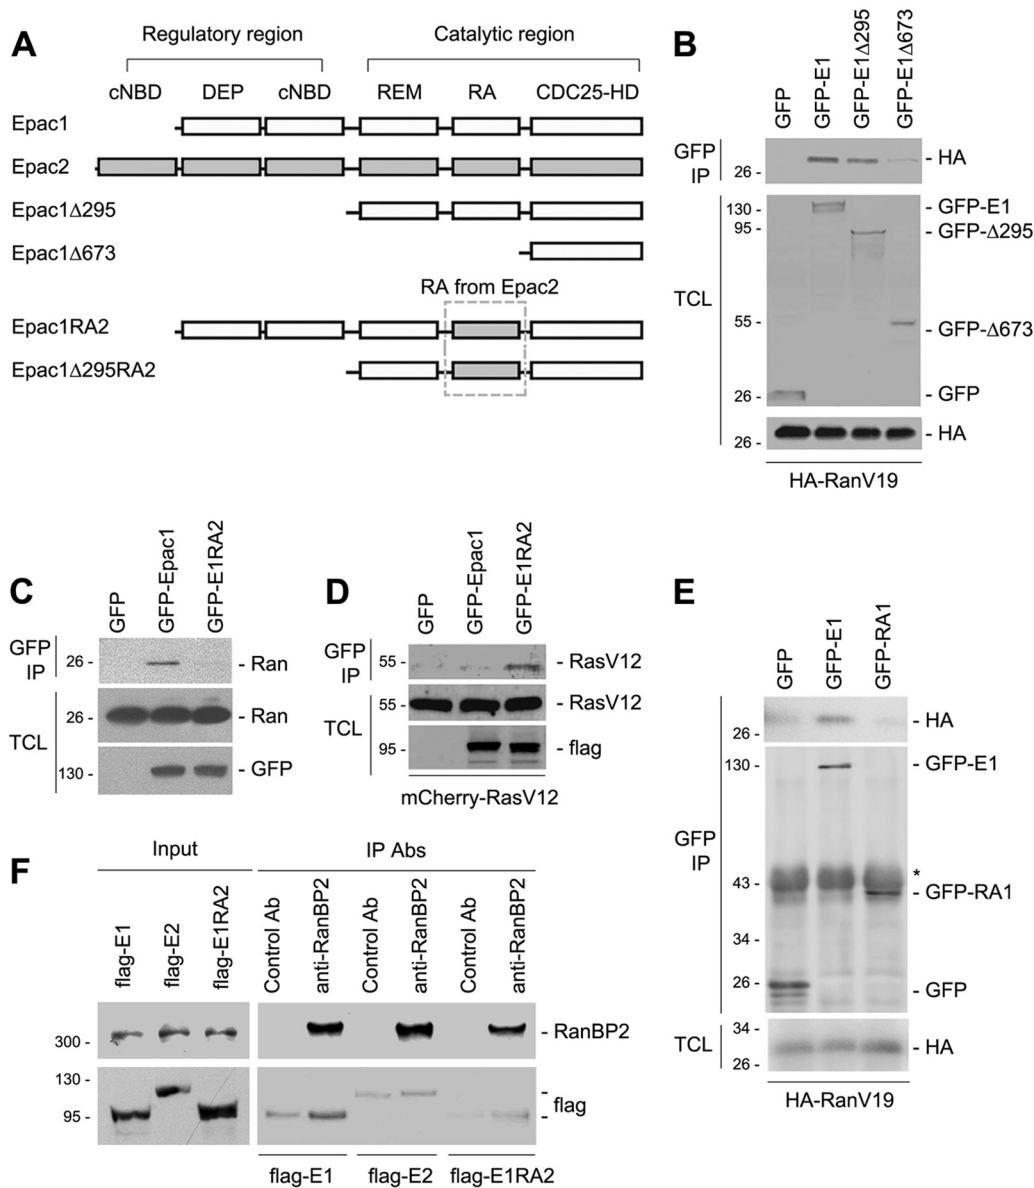 A
Regulatory region
Catalytic region
cNBD DEP cNBD REM RA CDC25-HD
Epac1
Epac2
Epac1Δ295
Epac1Δ673
RA from Epac2
Epac1RA2
Epac1Δ295RA2
B
GFP
GFP-E1
GFP-E1Δ295
GFP-E1Δ673
GFP IP
26 -
- HA
TCL
130 -
95 -
55 -
26 -
- GFP-E1
- GFP-Δ295
- GFP-Δ673
- GFP
26 -
- HA
HA-RanV19
C
GFP
GFP-Epac1
GFP-E1RA2
GFP IP
26 -
- Ran
TCL
26 -
- Ran
130 -
- GFP
D
GFP
GFP-Epac1
GFP-E1RA2
GFP IP
55 -
- RasV12
TCL
55 -
- RasV12
95 -
- flag
mCherry-RasV12
E
GFP
GFP-E1
GFP-RA1
GFP IP
26 -
- HA
130 -
- GFP-E1
43 -
*
- GFP-RA1
34 -
26 -
- GFP
TCL
34 -
26 -
- HA
HA-RanV19
F
Input
IP Abs
flag-E1
flag-E2
flag-E1RA2
Control Ab
anti-RanBP2
Control Ab
anti-RanBP2
Control Ab
anti-RanBP2
300 -
- RanBP2
130 -
95 -
flag
flag-E1
flag-E2
flag-E1RA2